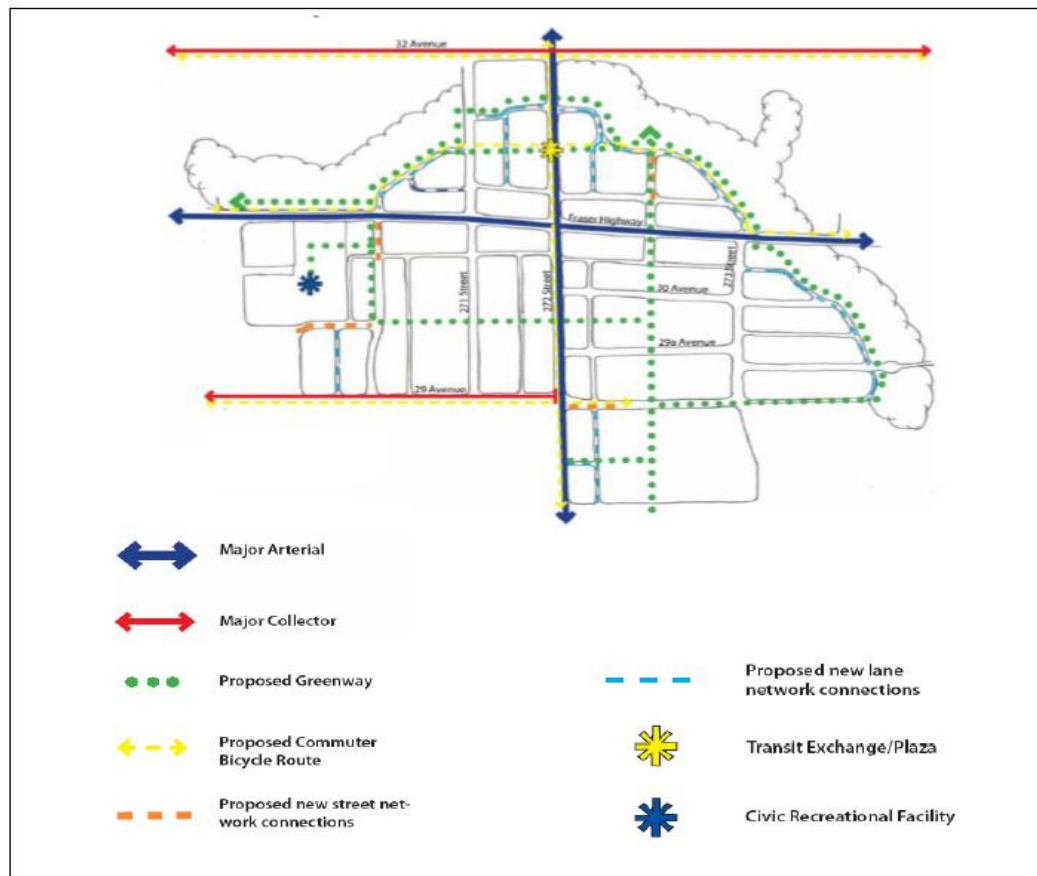 32 Avenue
Fraser Highway
271 Street
272 Street
273 Street
30 Avenue
29a Avenue
29 Avenue
Major Arterial
Major Collector
Proposed Greenway
Proposed Commuter
Bicycle Route
Proposed new street net-
work connections
Proposed new lane
network connections
Transit Exchange/Plaza
Civic Recreational Facility